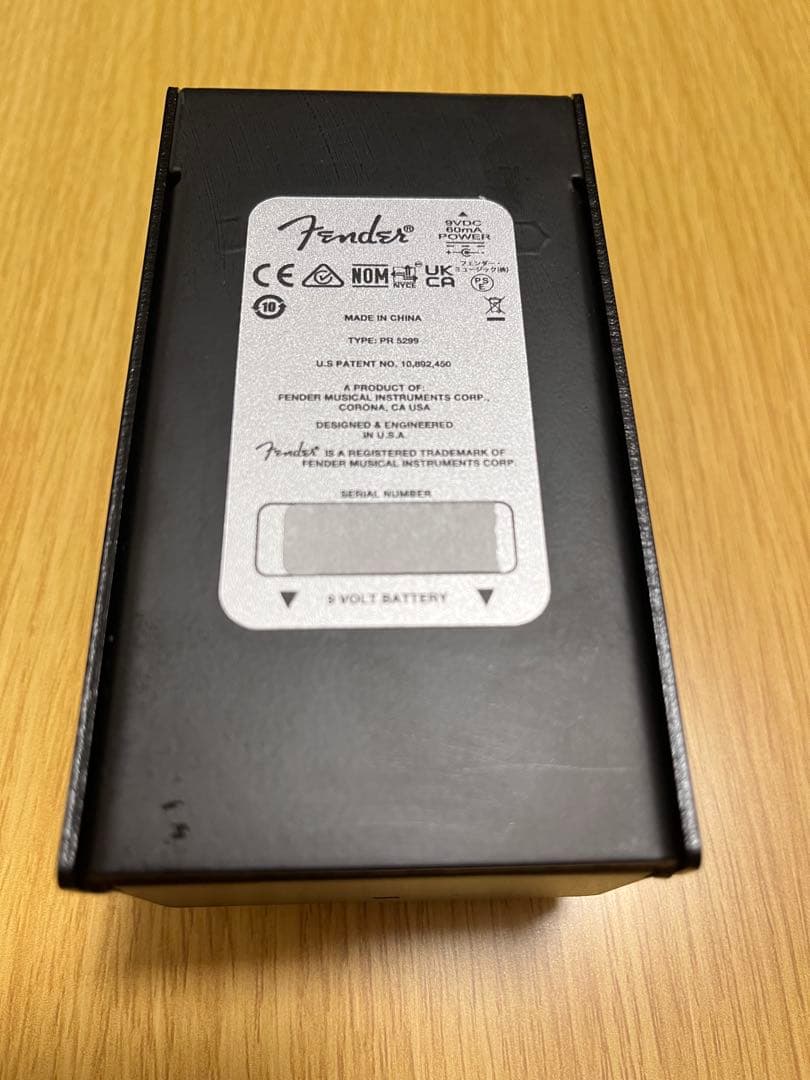 Fender®
9VDC
60mA
POWER
CE
NOM
NYCE
UK
CA
フェンダー・
ミュージック(株)
PS
E
10
MADE IN CHINA
TYPE: PR 5299
U.S PATENT NO. 10,892,450
A PRODUCT OF:
FENDER MUSICAL INSTRUMENTS CORP.,
CORONA, CA USA
DESIGNED & ENGINEERED
IN U.S.A.
Fender® IS A REGISTERED TRADEMARK OF
FENDER MUSICAL INSTRUMENTS CORP
SERIAL NUMBER
9 VOLT BATTERY